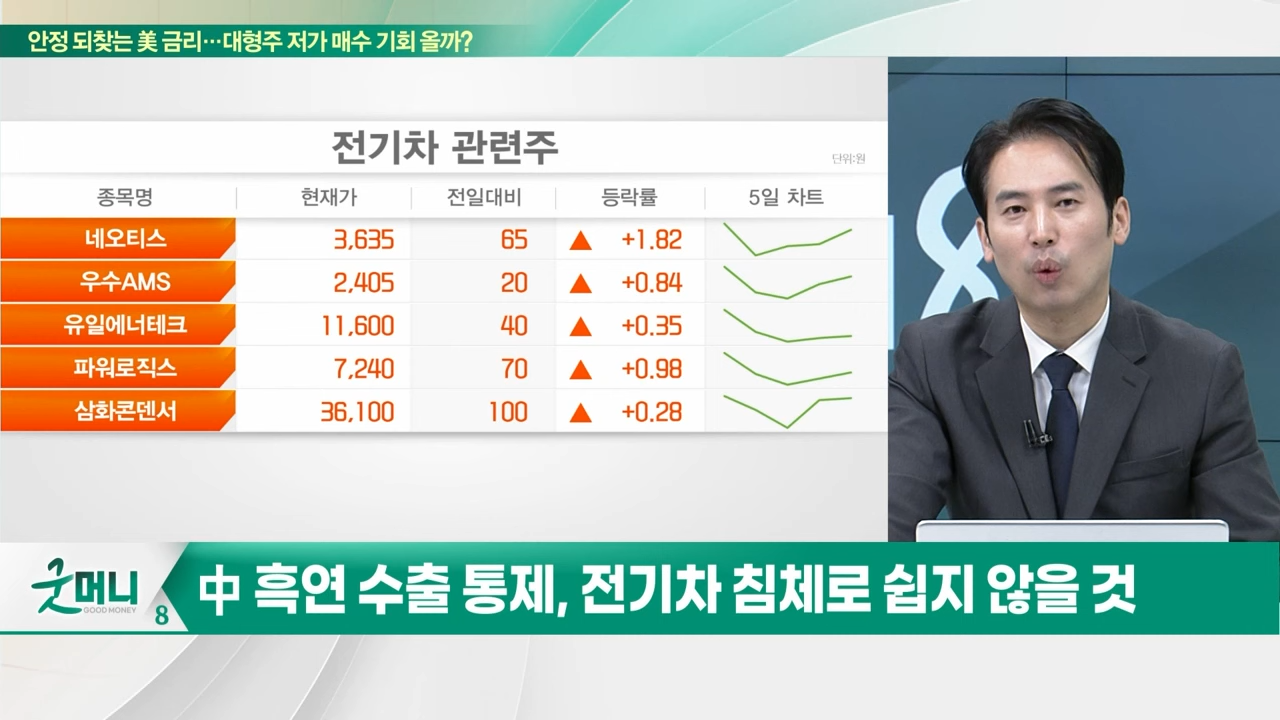 안정 되찾는 美 금리…대형주 저가 매수 기회 올까?
전기차 관련주
단위:원
종목명 현재가 전일대비 등락률 5일 차트
네오티스 3,635 65 ▲ +1.82
우수AMS 2,405 20 ▲ +0.84
유일에너테크 11,600 40 ▲ +0.35
파워로직스 7,240 70 ▲ +0.98
삼화콘덴서 36,100 100 ▲ +0.28
굿머니
GOOD MONEY
8
中 흑연 수출 통제, 전기차 침체로 쉽지 않을 것